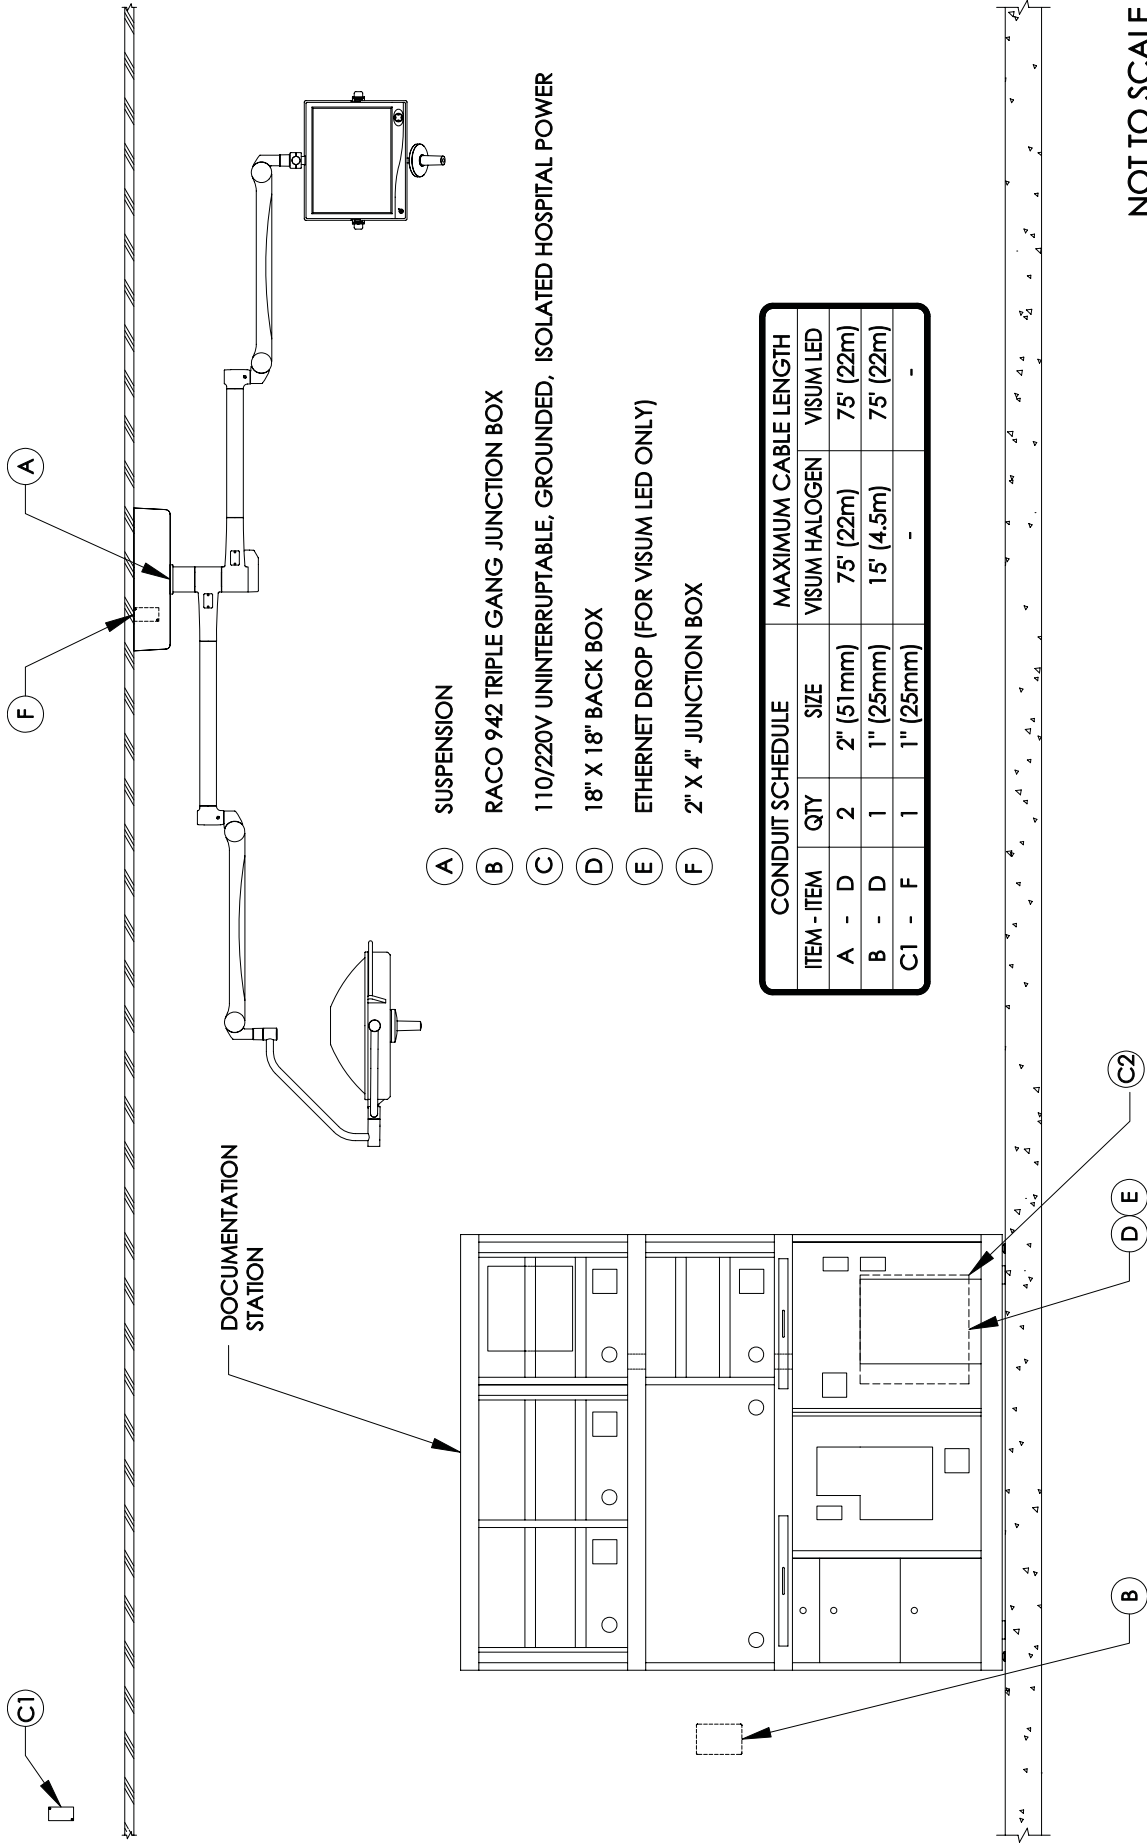 C1
F
A
DOCUMENTATION
STATION
A SUSPENSION
B RACO 942 TRIPLE GANG JUNCTION BOX
C 110/220V UNINTERRUPTABLE, GROUNDED, ISOLATED HOSPITAL POWER
D 18" X 18" BACK BOX
E ETHERNET DROP (FOR VISUM LED ONLY)
F 2" X 4" JUNCTION BOX
CONDUIT SCHEDULE MAXIMUM CABLE LENGTH
ITEM - ITEM QTY SIZE VISUM HALOGEN VISUM LED
A - D 2 2" (51mm) 75' (22m) 75' (22m)
B - D 1 1" (25mm) 15' (4.5m) 75' (22m)
C1 - F 1 1" (25mm) - -
B
D E
C2
NOT TO SCALE